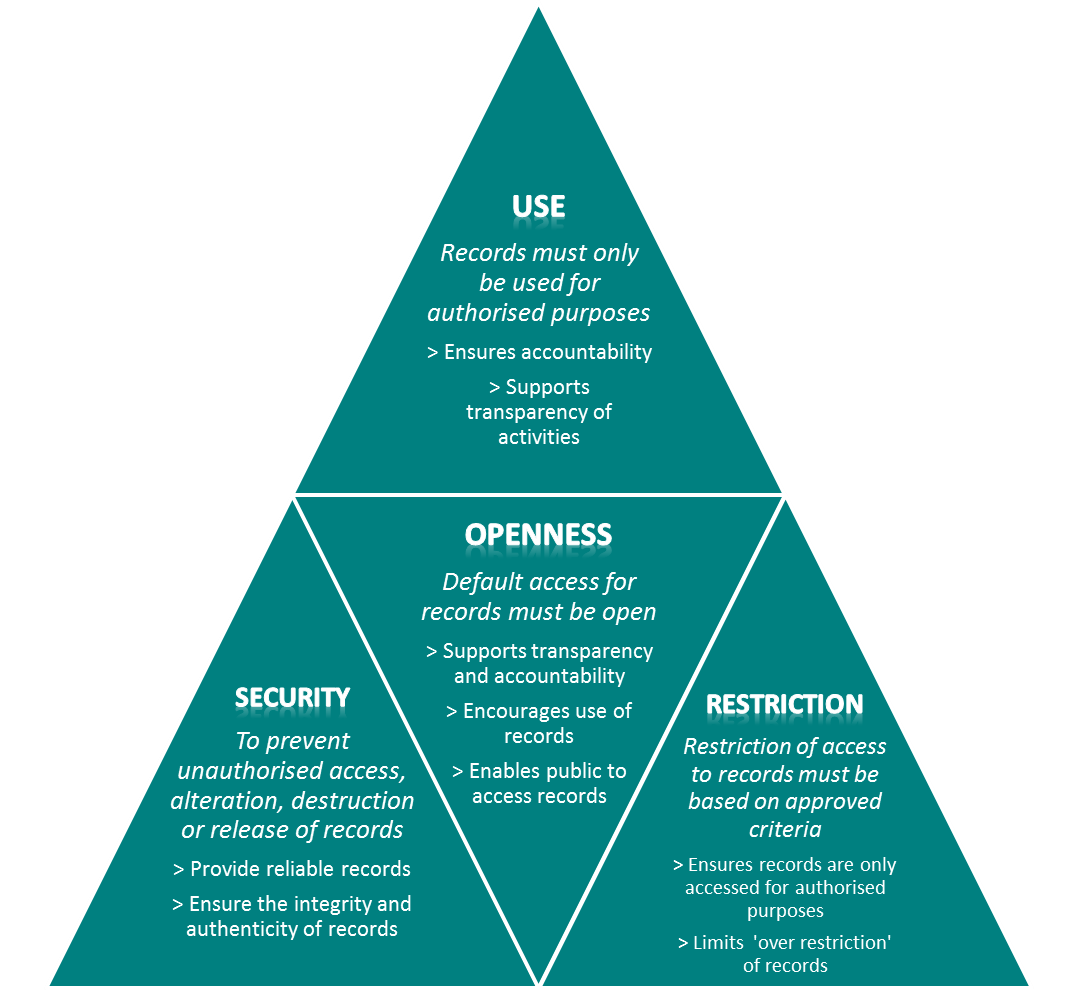 USE
Records must only
be used for
authorised purposes
> Ensures accountability
> Supports
transparency of
activities
OPENNESS
Default access for
records must be open
> Supports transparency
and accountability
> Encourages use of
records
> Enables public to
access records
SECURITY
To prevent
unauthorised access,
alteration, destruction
or release of records
> Provide reliable records
> Ensure the integrity and
authenticity of records
RESTRICTION
Restriction of access
to records must be
based on approved
criteria
> Ensures records are only
accessed for authorised
purposes
> Limits 'over restriction'
of records